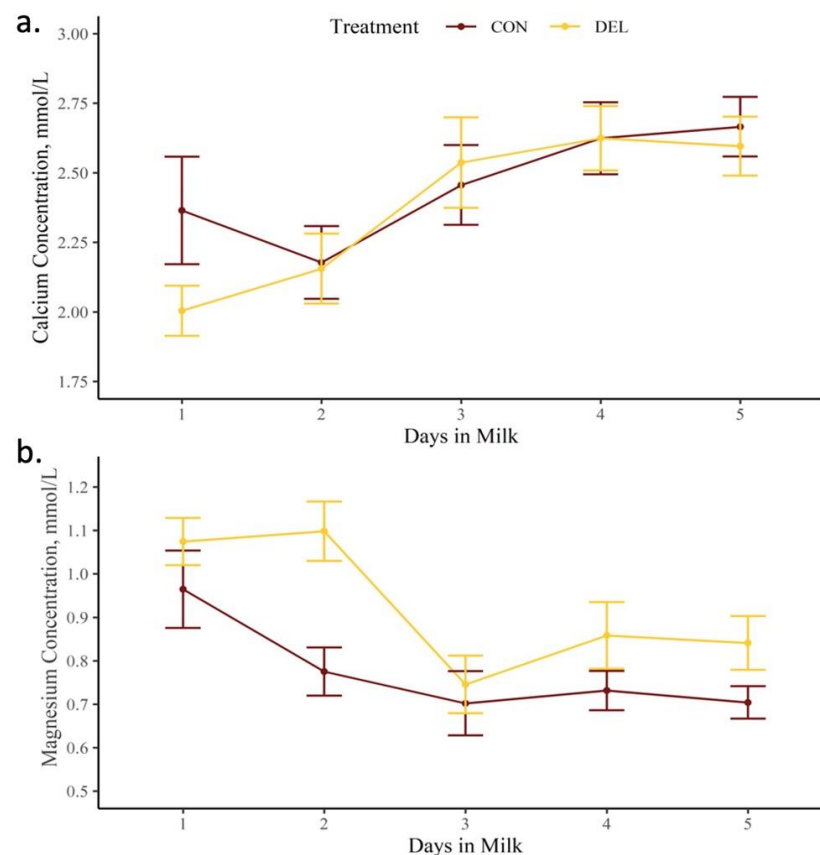 a.
Treatment CON DEL
Calcium Concentration, mmol/L
3.00
2.75
2.50
2.25
2.00
1.75
1 2 3 4 5
Days in Milk
b.
Magnesium Concentration, mmol/L
1.2
1.1
1.0
0.9
0.8
0.7
0.6
0.5
1 2 3 4 5
Days in Milk